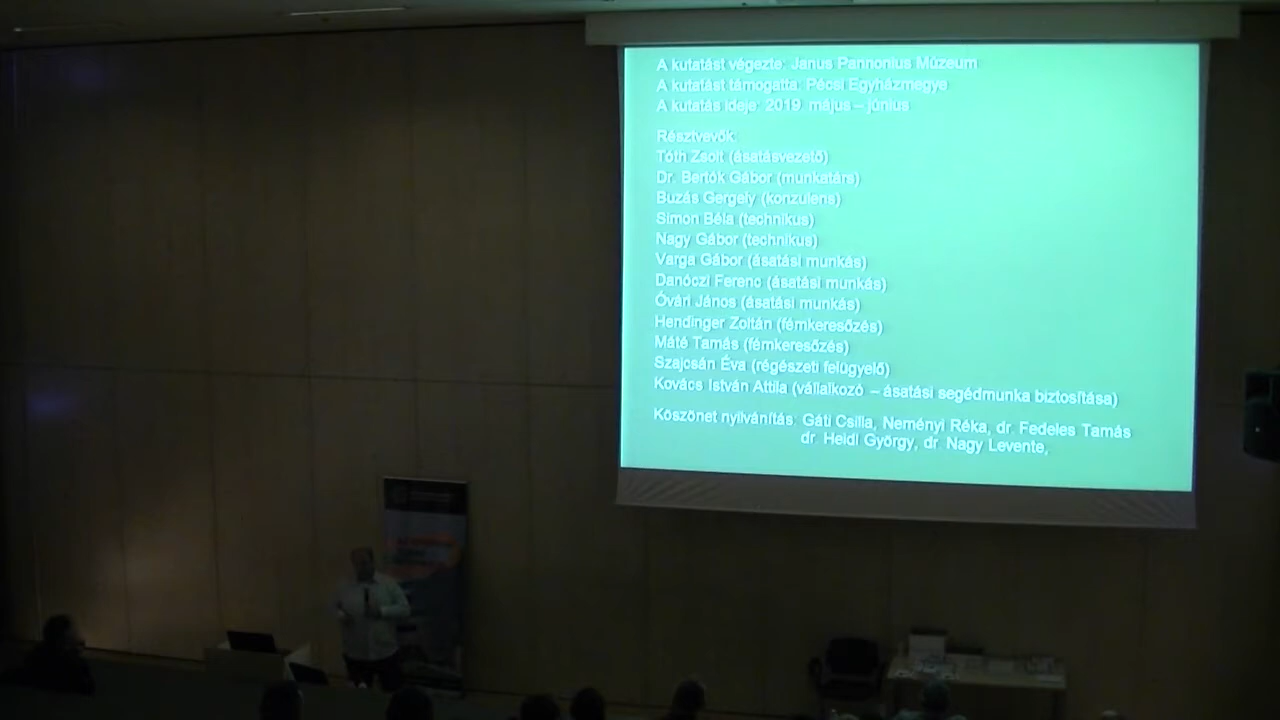 A kutatást végezte: Janus Pannonius Múzeum
A kutatást támogatta: Pécsi Egyházmegye
A kutatás ideje: 2019. május – június
Résztvevők:
Tóth Zsolt (ásatásvezető)
Dr. Bertók Gábor (munkatárs)
Buzás Gergely (konzulens)
Simon Béla (technikus)
Nagy Gábor (technikus)
Varga Gábor (ásatási munkás)
Danóczi Ferenc (ásatási munkás)
Óvári János (ásatási munkás)
Hendinger Zoltán (fémkeresőzés)
Máté Tamás (fémkeresőzés)
Szajcsán Éva (régészeti felügyelő)
Kovács István Attila (vállalkozó – ásatási segédmunka biztosítása)
Köszönet nyilvánítás: Gáti Csilla, Neményi Réka, dr. Fedeles Tamás
dr. Heidl György, dr. Nagy Levente,